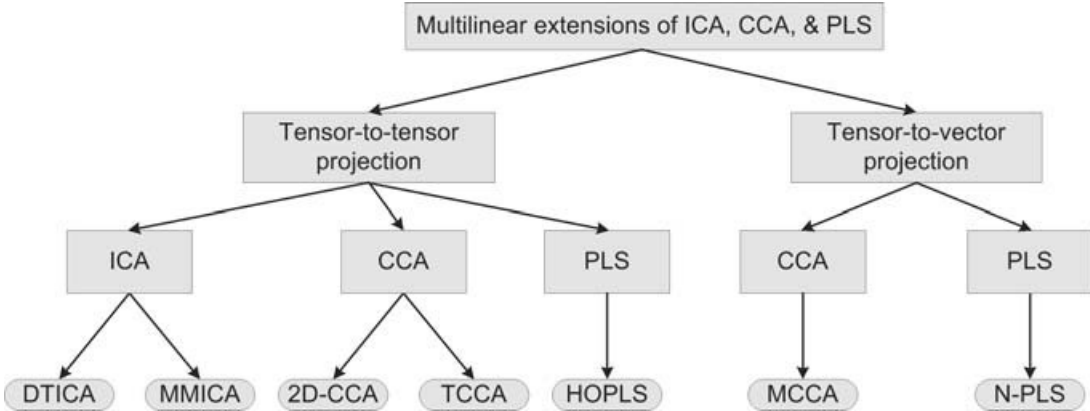 Multilinear extensions of ICA, CCA, & PLS
Tensor-to-tensor
projection
Tensor-to-vector
projection
ICA
CCA
PLS
CCA
PLS
DTICA
MMICA
2D-CCA
TCCA
HOPLS
MCCA
N-PLS